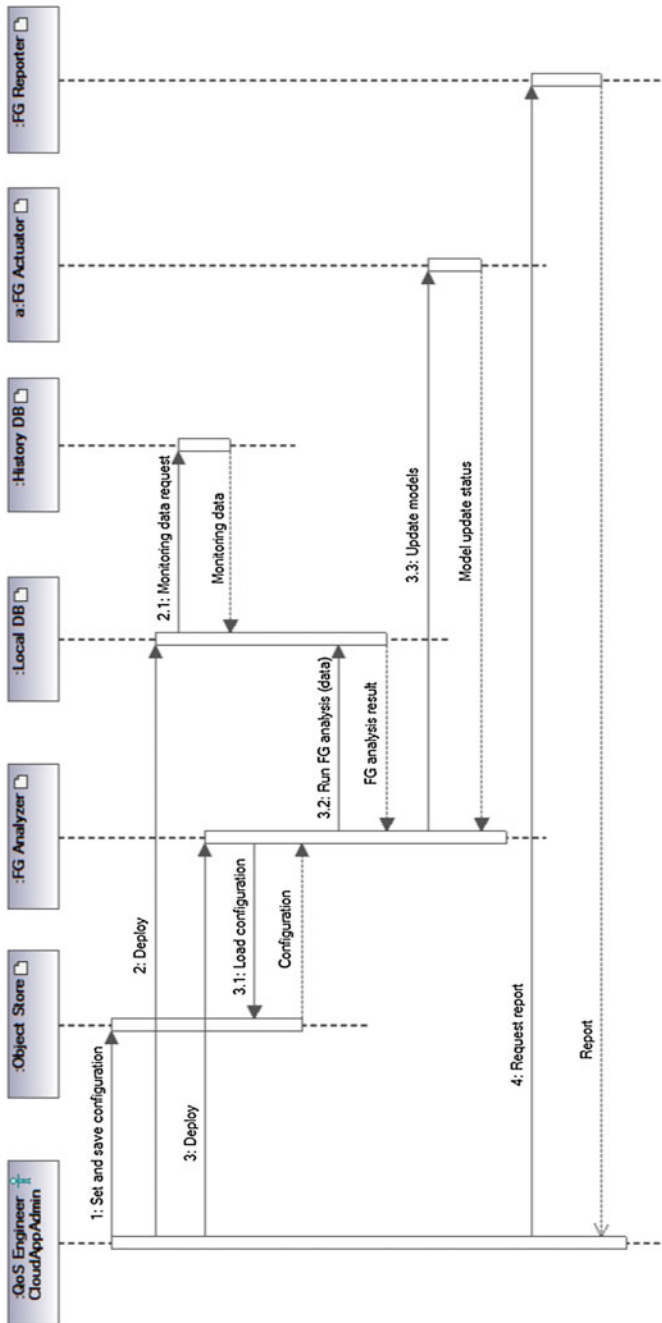 :QoS Engineer
CloudAppAdmin
:Object Store
:FG Analyzer
:Local DB
:History DB
a:FG Actuator
:FG Reporter
1: Set and save configuration
2: Deploy
2.1: Monitoring data request
3: Deploy
Monitoring data
3.1: Load configuration
Configuration
3.2: Run FG analysis (data)
FG analysis result
3.3: Update models
Model update status
4: Request report
Report